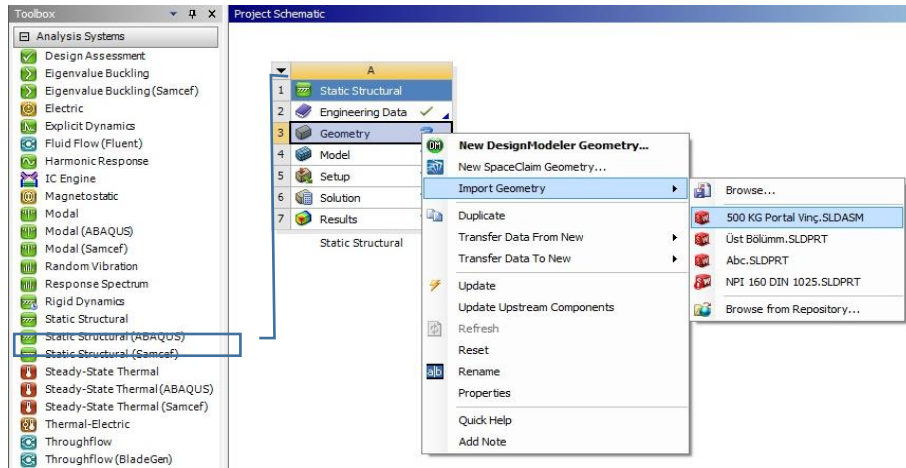 Toolbox
Project Schematic
Analysis Systems
Design Assessment
Eigenvalue Buckling
Eigenvalue Buckling (Samcef)
Electric
Explicit Dynamics
Fluid Flow (Fluent)
Harmonic Response
IC Engine
Magnetostatic
Modal
Modal (ABAQUS)
Modal (Samcef)
Random Vibration
Response Spectrum
Rigid Dynamics
Static Structural
Static Structural (ABAQUS)
Static Structural (Samcef)
Steady-State Thermal
Steady-State Thermal (ABAQUS)
Steady-State Thermal (Samcef)
Thermal-Electric
Throughflow
Throughflow (BladeGen)
A
1 Static Structural
2 Engineering Data
3 Geometry
4 Model
5 Setup
6 Solution
7 Results
Static Structural
New DesignModeler Geometry...
New SpaceClaim Geometry...
Import Geometry
Duplicate
Transfer Data From New
Transfer Data To New
Update
Update Upstream Components
Refresh
Reset
Rename
Properties
Quick Help
Add Note
Browse...
500 KG Portal Vinç.SLDASM
Üst Bölümm.SLDPRT
Abc.SLDPRT
NPI 160 DIN 1025.SLDPRT
Browse from Repository...